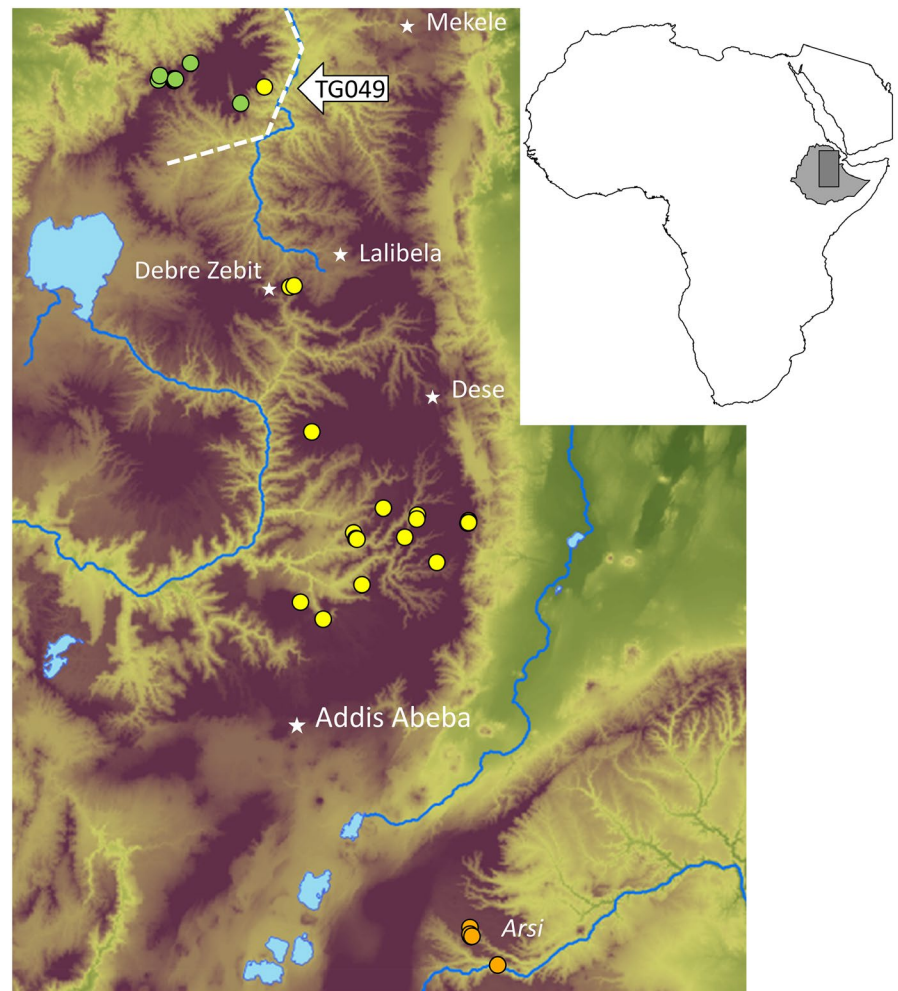 Mekele
TG049
Lalibela
Debre Zebit
Dese
Addis Abeba
Arsi